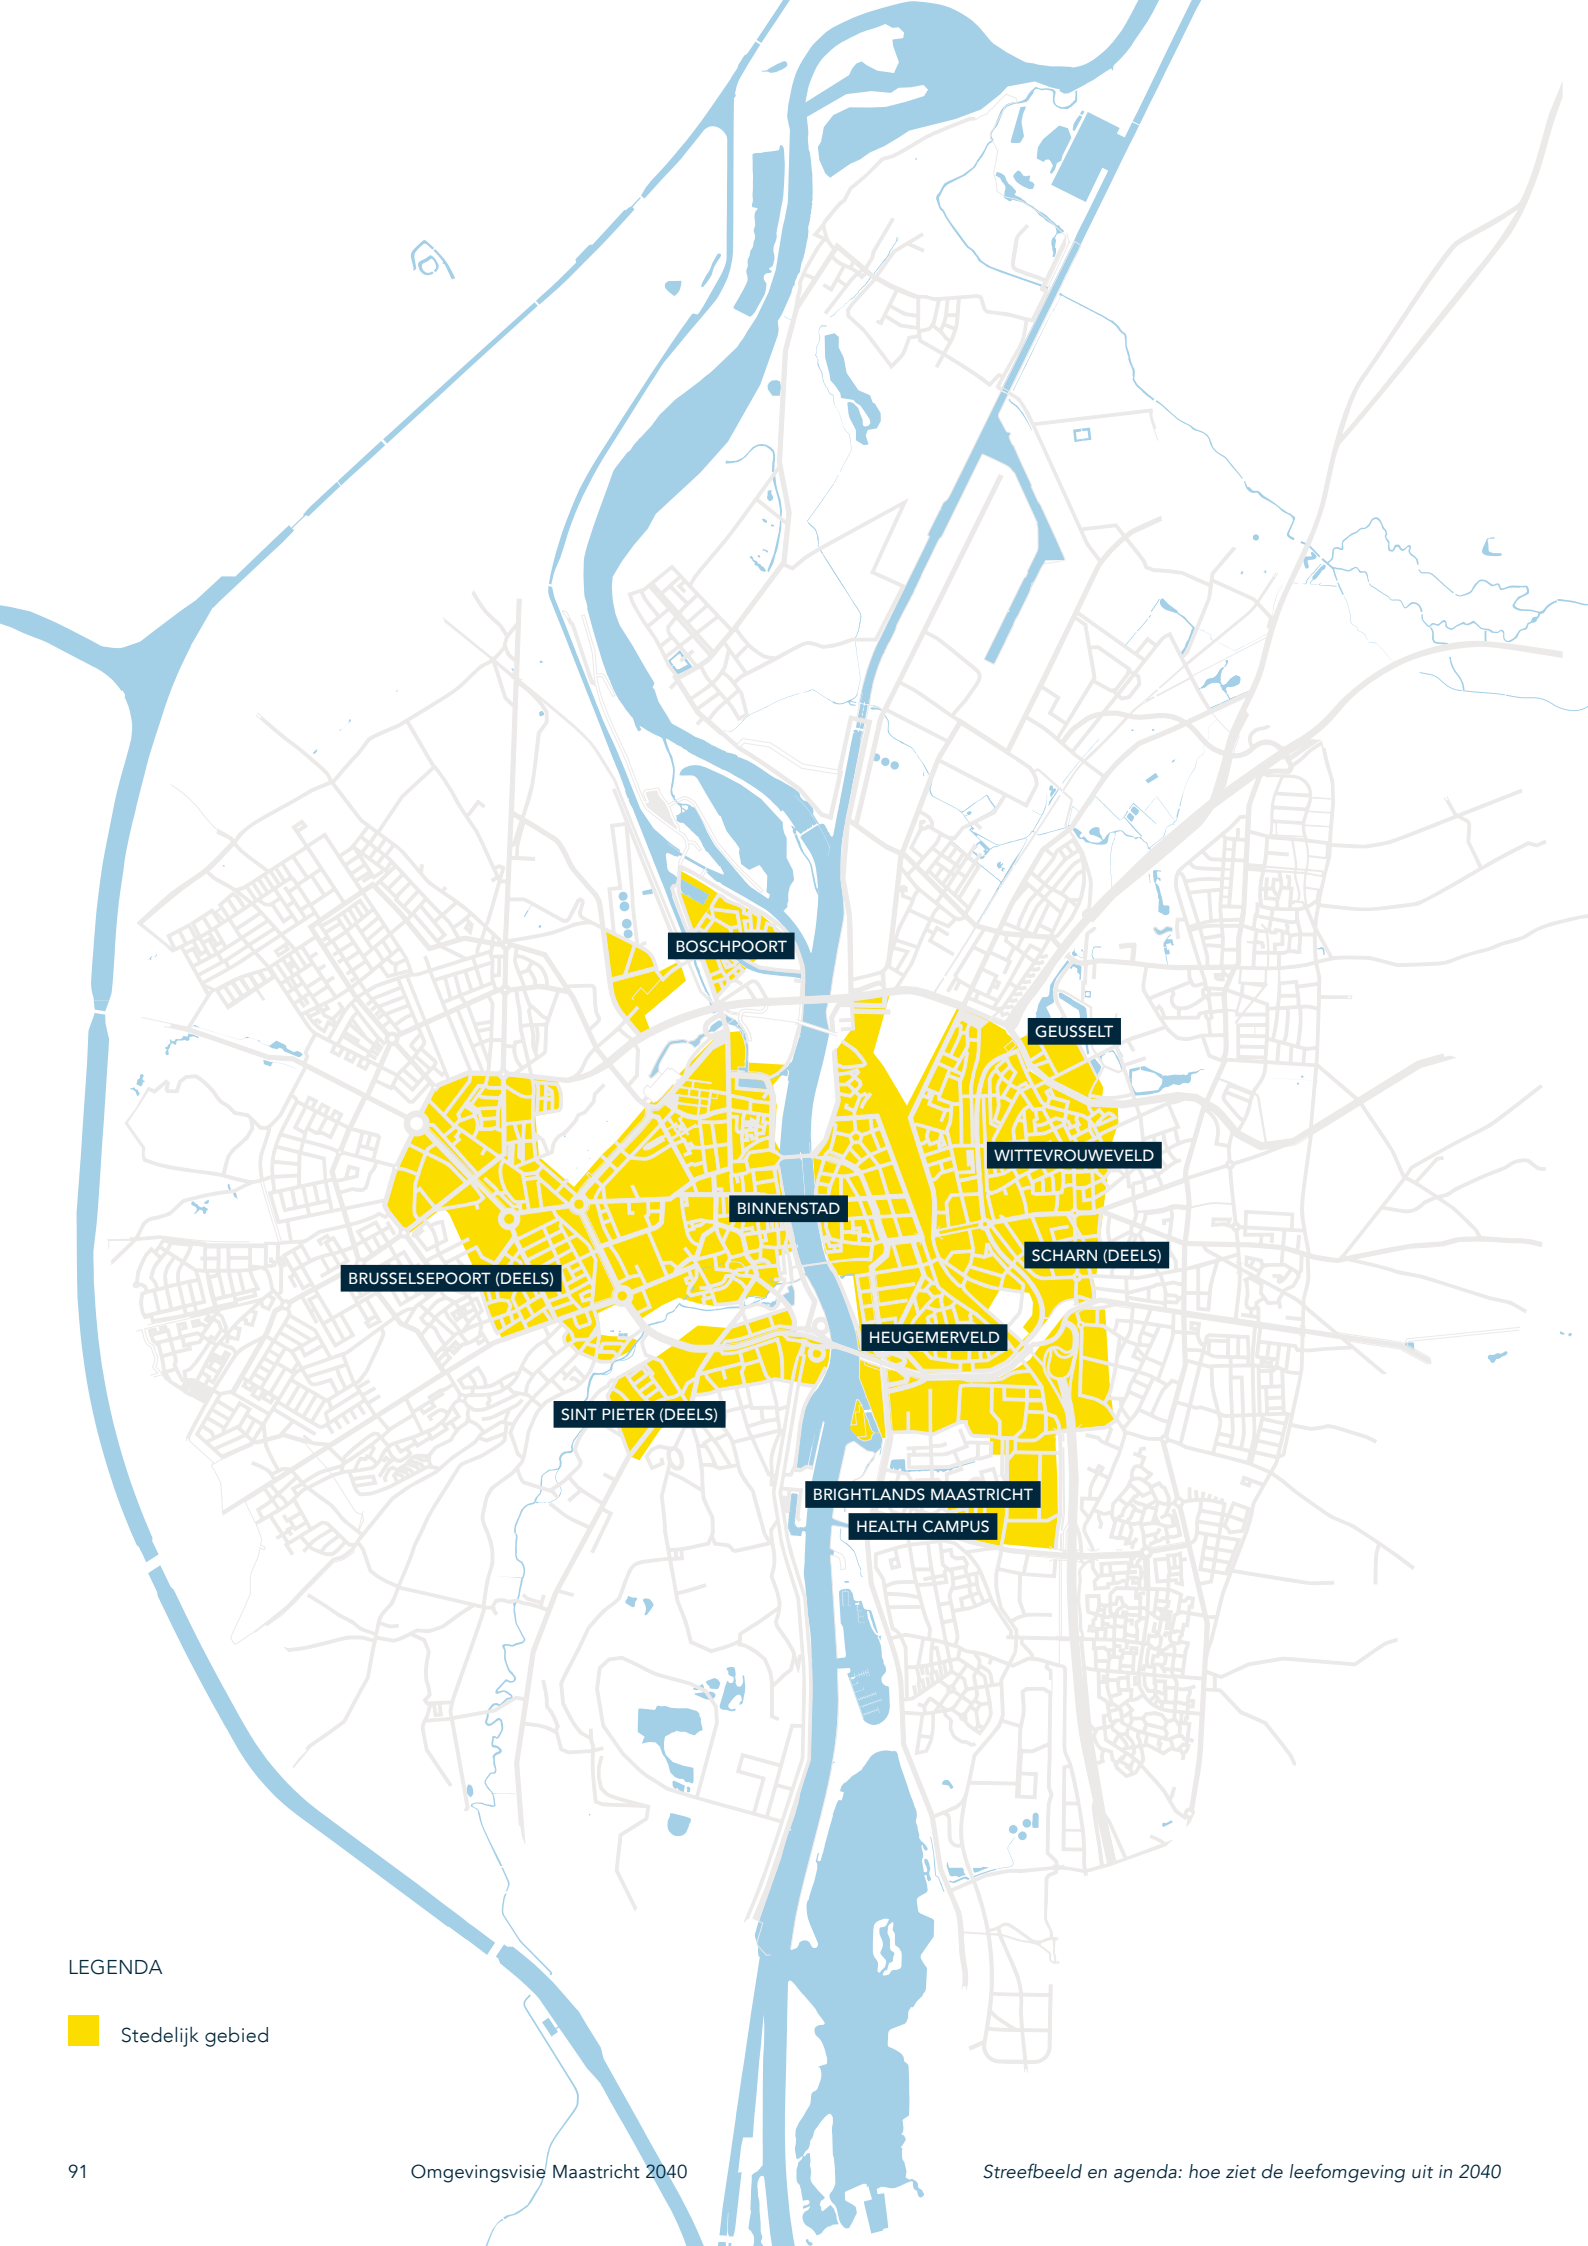 BOSCHPOORT
GEUSSELT
WITTEVROUWEVELD
BINNENSTAD
SCHARN (DEELS)
BRUSSELSEPOORT (DEELS)
HEUGEMERVELD
SINT PIETER (DEELS)
BRIGHTLANDS MAASTRICHT
HEALTH CAMPUS
LEGENDA
Stedelijk gebied
91
Omgevingsvisie Maastricht 2040
Streefbeeld en agenda: hoe ziet de leefomgeving uit in 2040